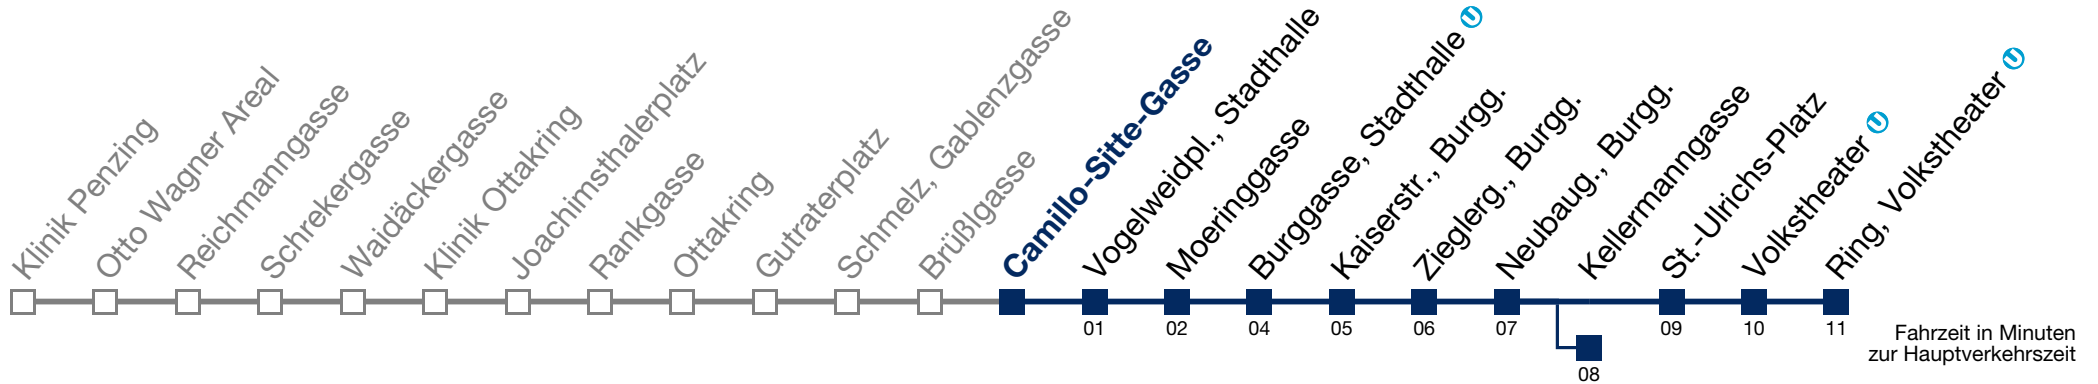 Klinik Penzing
Otto Wagner Areal
Reichmanngasse
Schrekergasse
Waidäckergasse
Klinik Ottakring
Joachimsthalerplatz
Rankgasse
Ottakring
Gutraterplatz
Schmelz, Gablenzgasse
Brüßlgasse
Camillo-Sitte-Gasse
Vogelweidpl., Stadthalle
Moeringgasse
Burggasse, Stadthalle U
Kaiserstr., Burgg.
Zieglerg., Burgg.
Neubaug., Burgg.
Kellermanngasse
St.-Ulrichs-Platz
Volkstheater U
Ring, Volkstheater U
01 02 04 05 06 07 09 10 11
08
Fahrzeit in Minuten
zur Hauptverkehrszeit